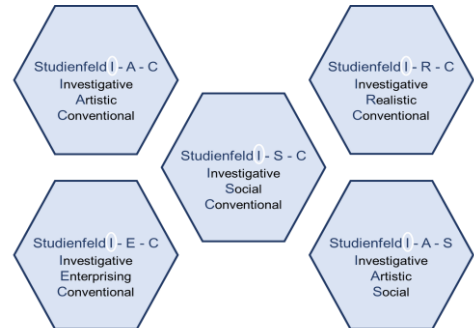 Studienfeld I - A - C
Investigative
Artistic
Conventional
Studienfeld I - R - C
Investigative
Realistic
Conventional
Studienfeld I - S - C
Investigative
Social
Conventional
Studienfeld I - E - C
Investigative
Enterprising
Conventional
Studienfeld I - A - S
Investigative
Artistic
Social